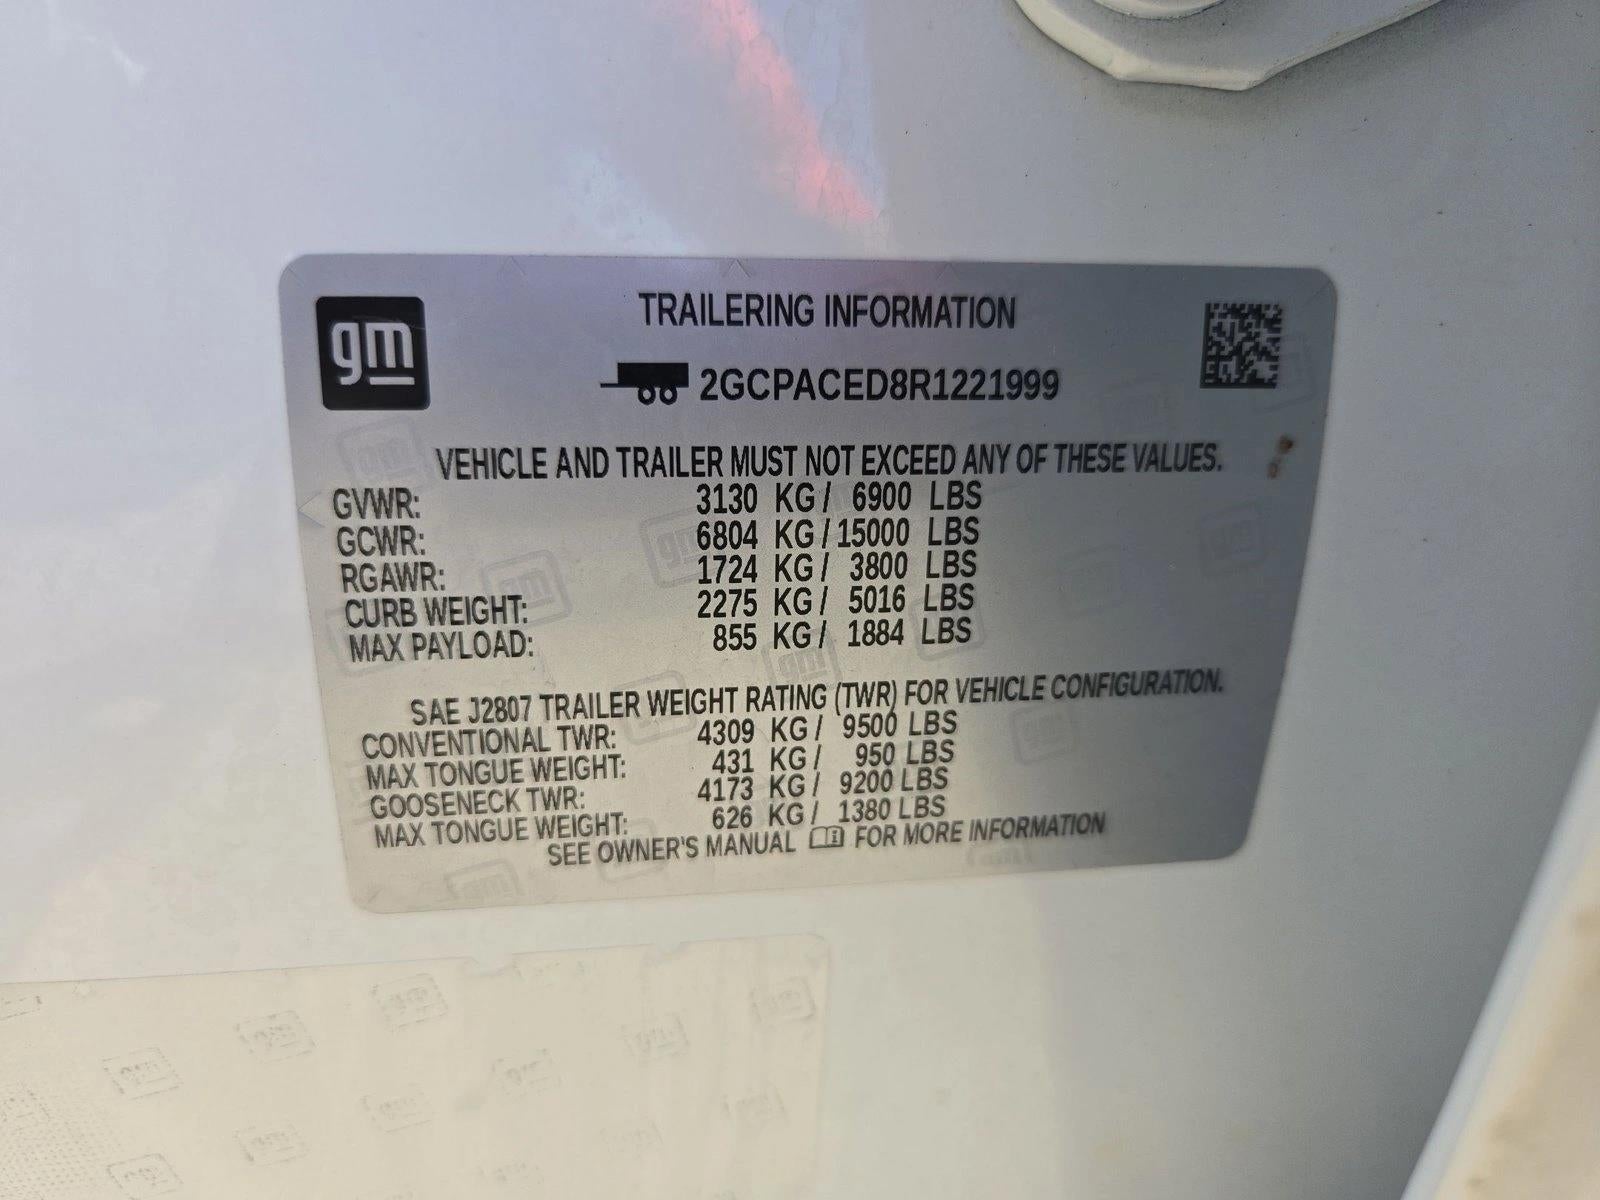 gm
TRAILERING INFORMATION
2GCPACED8R1221999
VEHICLE AND TRAILER MUST NOT EXCEED ANY OF THESE VALUES.
GVWR: 3130 KG / 6900 LBS
GCWR: 6804 KG / 15000 LBS
RGAWR: 1724 KG / 3800 LBS
CURB WEIGHT: 2275 KG / 5016 LBS
MAX PAYLOAD: 855 KG / 1884 LBS
SAE J2807 TRAILER WEIGHT RATING (TWR) FOR VEHICLE CONFIGURATION.
CONVENTIONAL TWR: 4309 KG / 9500 LBS
MAX TONGUE WEIGHT: 431 KG / 950 LBS
GOOSENECK TWR: 4173 KG / 9200 LBS
MAX TONGUE WEIGHT: 626 KG / 1380 LBS
SEE OWNER'S MANUAL FOR MORE INFORMATION